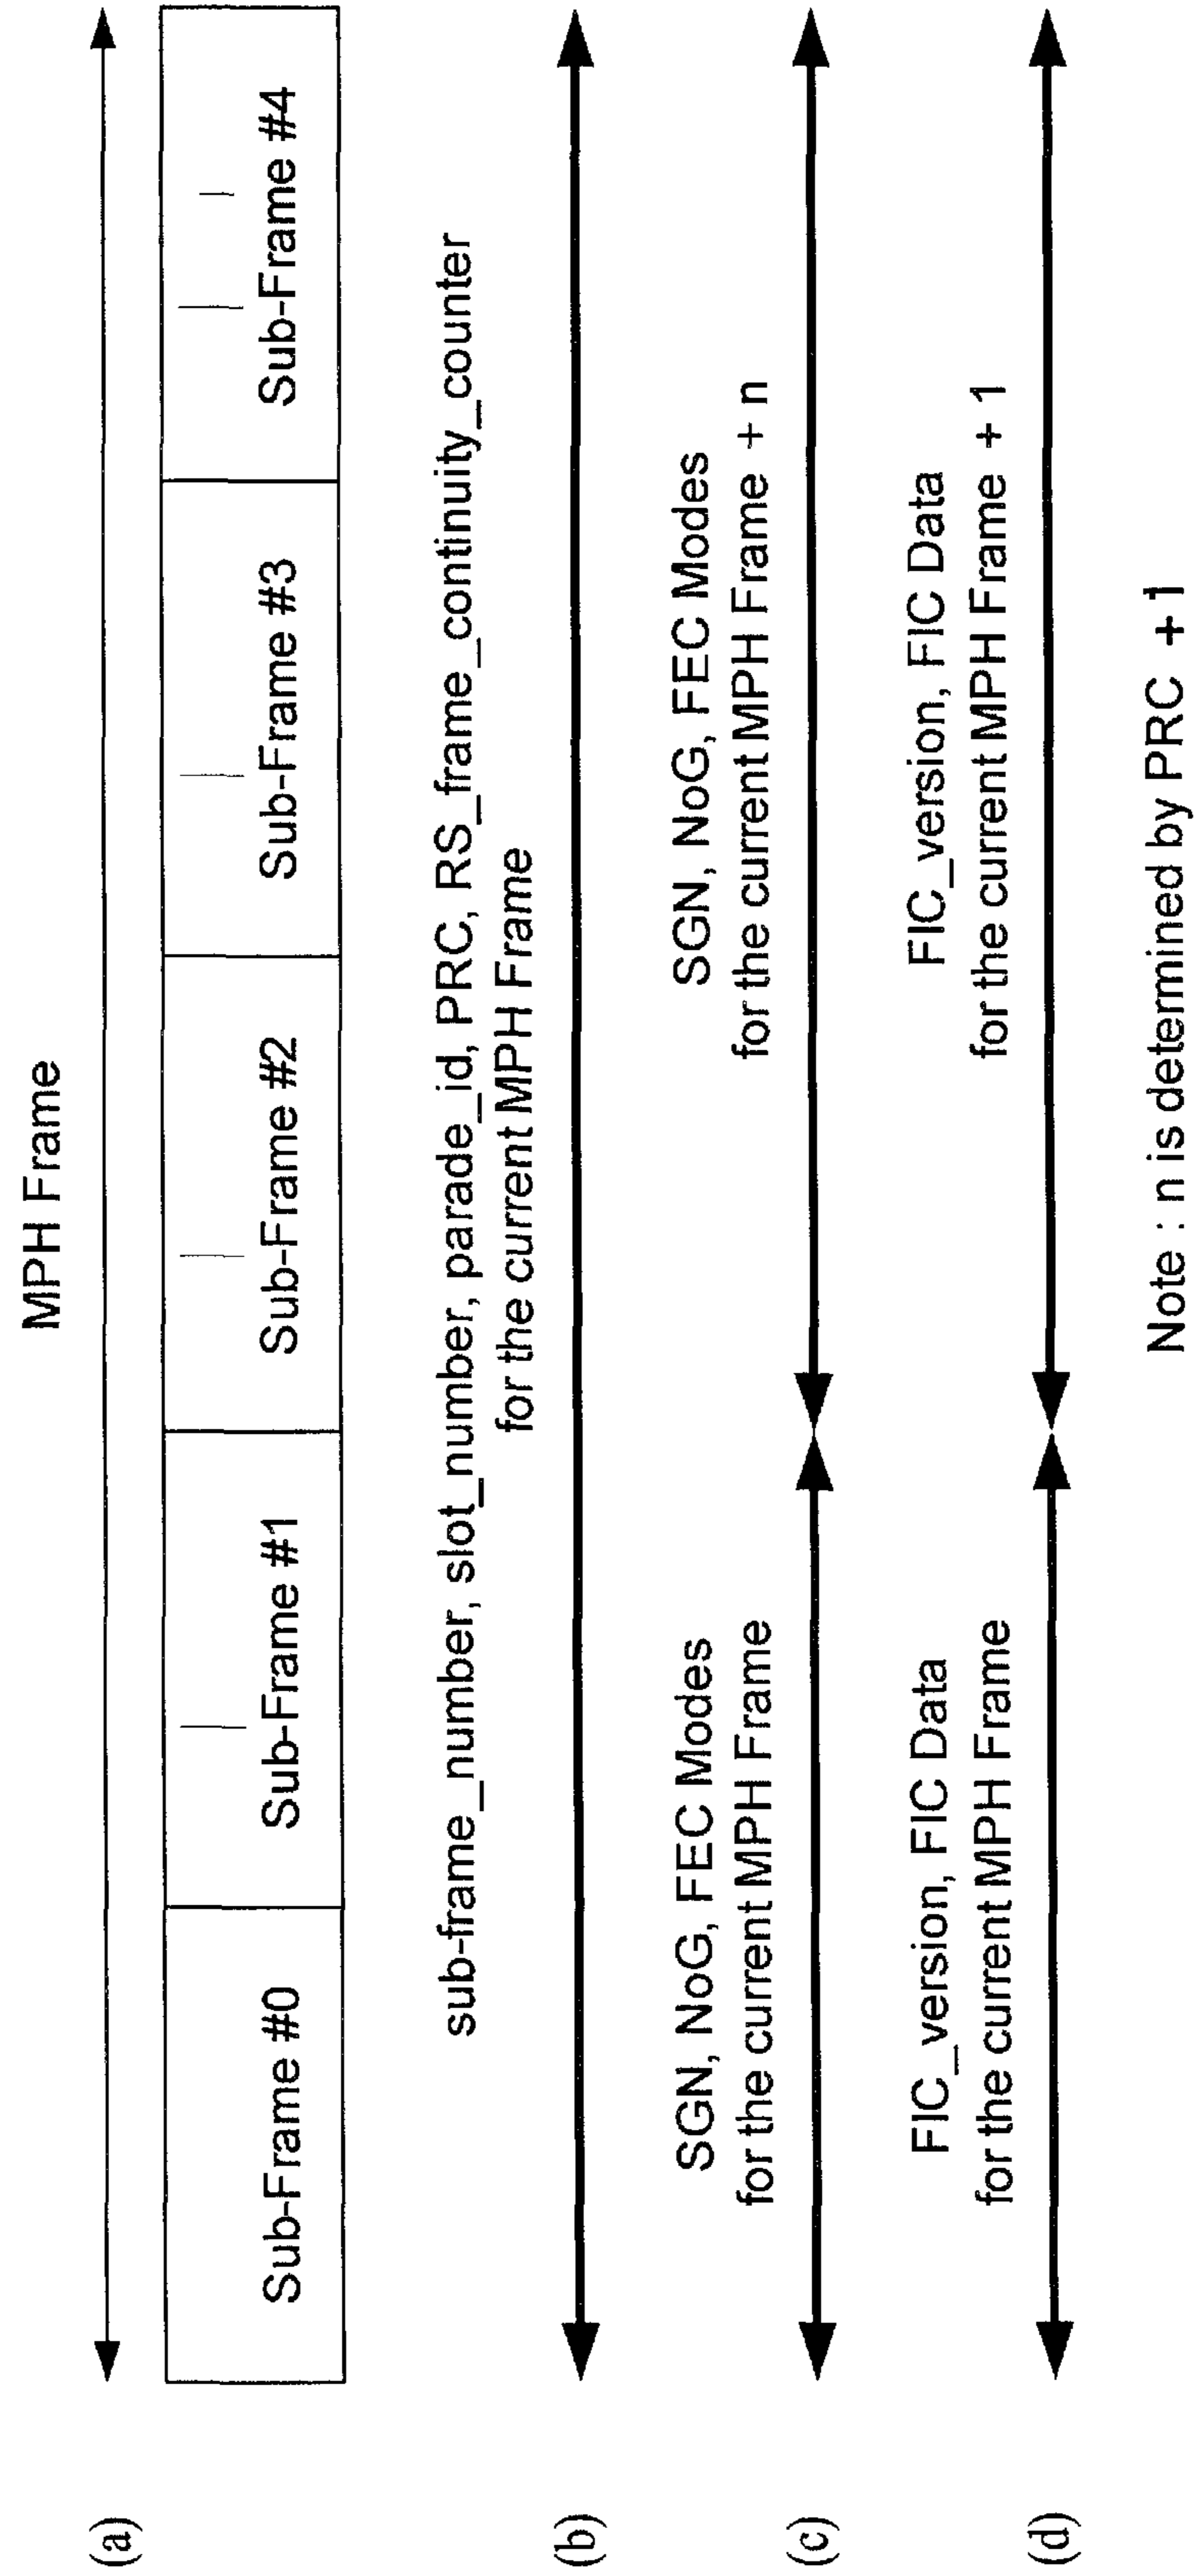 MPH Frame
(a)
Sub-Frame #0
Sub-Frame #1
Sub-Frame #2
Sub-Frame #3
Sub-Frame #4
sub-frame_number, slot_number, parade_id, PRC, RS_frame_continuity_counter
for the current MPH Frame
(b)
SGN, NoG, FEC Modes
for the current MPH Frame
SGN, NoG, FEC Modes
for the current MPH Frame + n
(c)
FIC_version, FIC Data
for the current MPH Frame
FIC_version, FIC Data
for the current MPH Frame + 1
(d)
Note : n is determined by PRC +1